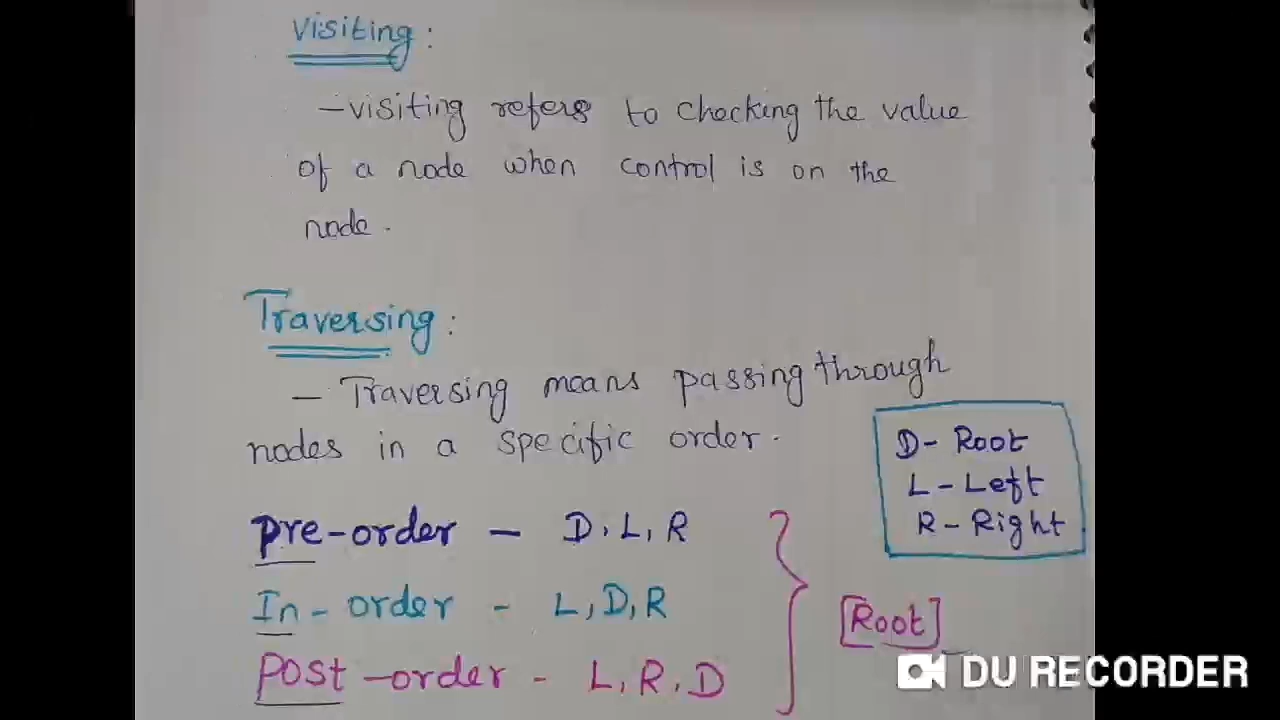 Visiting :
- visiting refers to checking the value
of a node when control is on the
node.
Traversing :
- Traversing means passing through
nodes in a specific order.
D - Root
L - Left
R - Right
Pre-order - D, L, R
In-order - L, D, R
Post-order - L, R, D
[Root]
DU RECORDER